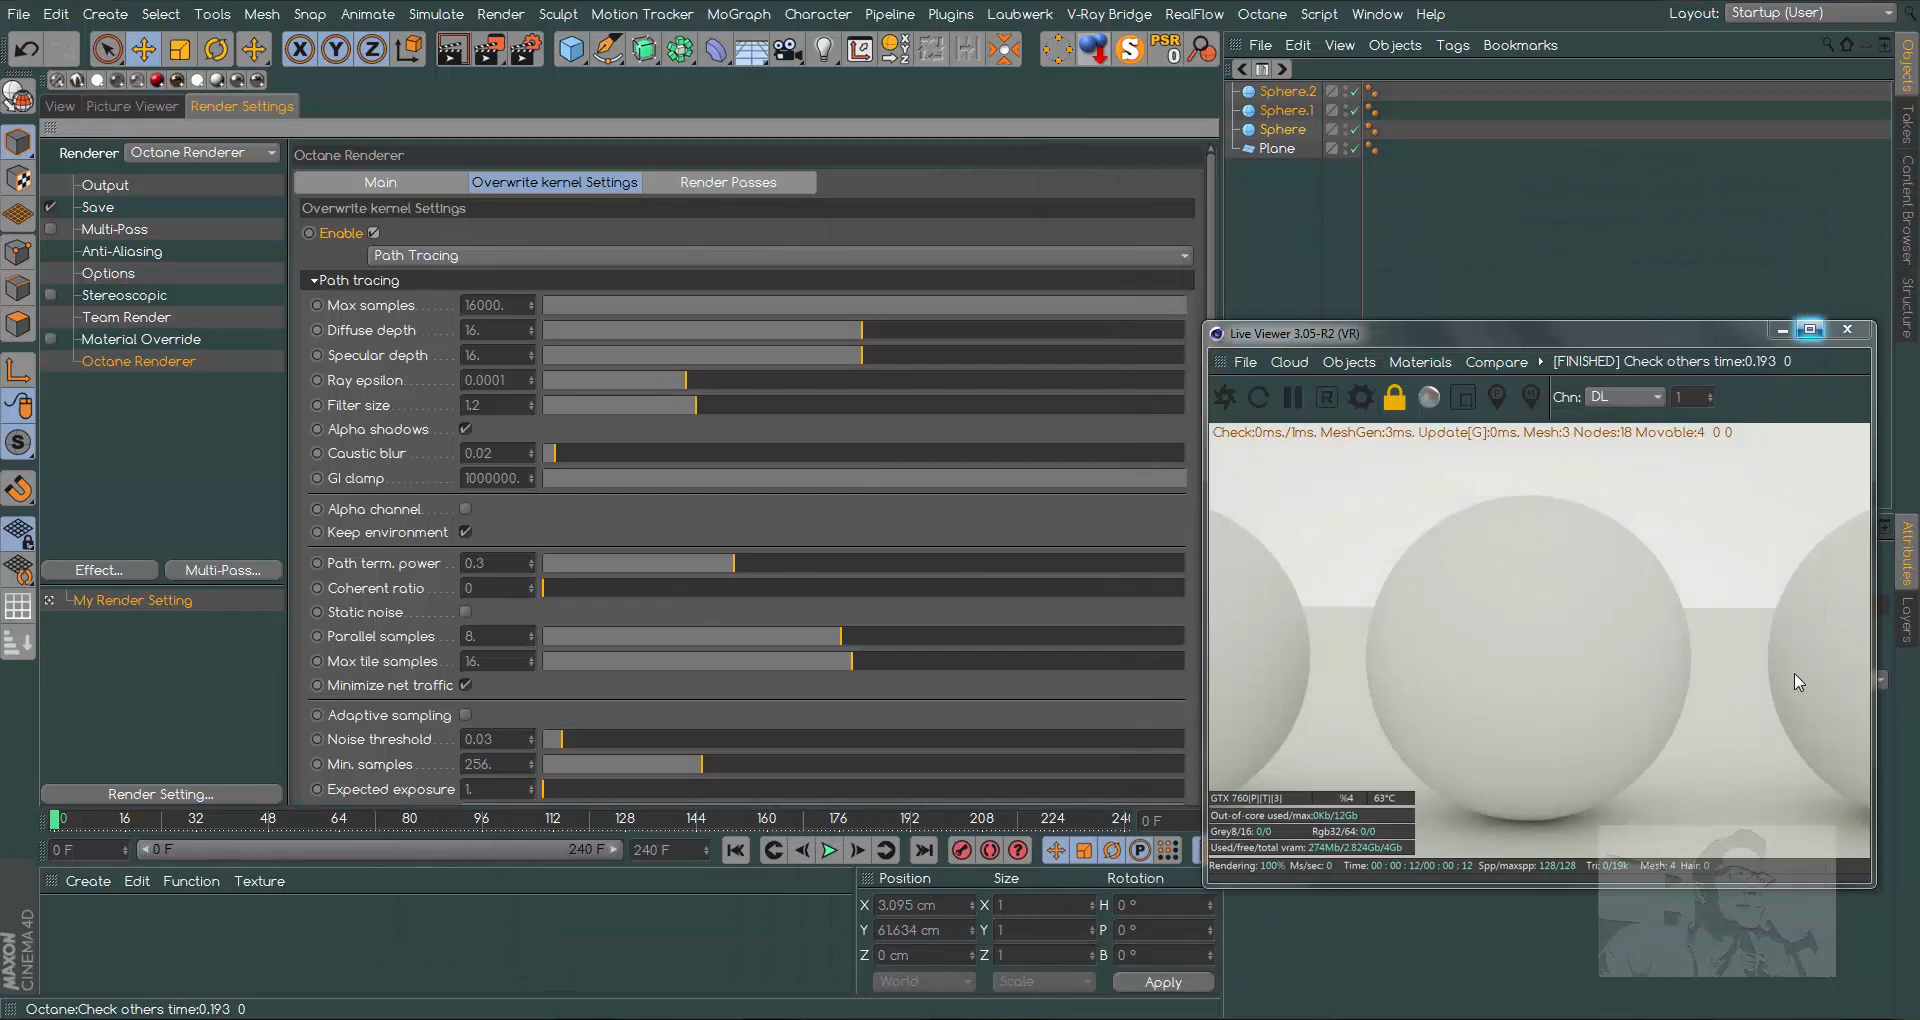 File Edit Create Select Tools Mesh Snap Animate Simulate Render Sculpt Motion Tracker MoGraph Character Pipeline Plugins Laubwerk V-Ray Bridge RealFlow Octane Script Window Help
Layout: Startup (User)
X Y Z S PSR 0
File Edit View Objects Tags Bookmarks
View Picture Viewer Render Settings
Sphere.2
Sphere.1
Sphere
Plane
Objects
Takes
Content Browser
Structure
Attributes
Layers
Renderer Octane Renderer
Output
Save
Multi-Pass
Anti-Aliasing
Options
Stereoscopic
Team Render
Material Override
Octane Renderer
Effect... Multi-Pass...
My Render Setting
Render Setting...
Octane Renderer
Main Overwrite kernel Settings Render Passes
Overwrite kernel Settings
Enable
Path Tracing
Path tracing
Max samples 16000.
Diffuse depth 16.
Specular depth 16.
Ray epsilon 0.0001
Filter size 1.2
Alpha shadows
Caustic blur 0.02
GI clamp 1000000.
Alpha channel
Keep environment
Path term. power 0.3
Coherent ratio 0
Static noise
Parallel samples 8.
Max tile samples 16.
Minimize net traffic
Adaptive sampling
Noise threshold 0.03
Min. samples 256.
Expected exposure 1.
Live Viewer 3.05-R2 (VR)
File Cloud Objects Materials Compare [FINISHED] Check others time:0.193 0
R Chn: DL 1
Check:0ms./1ms. MeshGen:3ms. Update[G]:0ms. Mesh:3 Nodes:18 Movable:4 0 0
GTX 760[P][T][3] %4 63°C
Out-of-core used/max:0Kb/12Gb
Grey8/16: 0/0 Rgb32/64: 0/0
Used/free/total vram: 274Mb/2.824Gb/4Gb
Rendering: 100% Ms/sec: 0 Time: 00 : 00 : 12/00 : 00 : 12 Spp/maxspp: 128/128 Tri: 0/19k Mesh: 4 Hair: 0
0 16 32 48 64 80 96 112 128 144 160 176 192 208 224 24 0 F
0 F 0 F 240 F 240 F
Create Edit Function Texture
Position Size Rotation
X 3.095 cm X 1 H 0 °
Y 61.634 cm Y 1 P 0 °
Z 0 cm Z 1 B 0 °
World Scale Apply
MAXON CINEMA 4D
Octane:Check others time:0.193 0